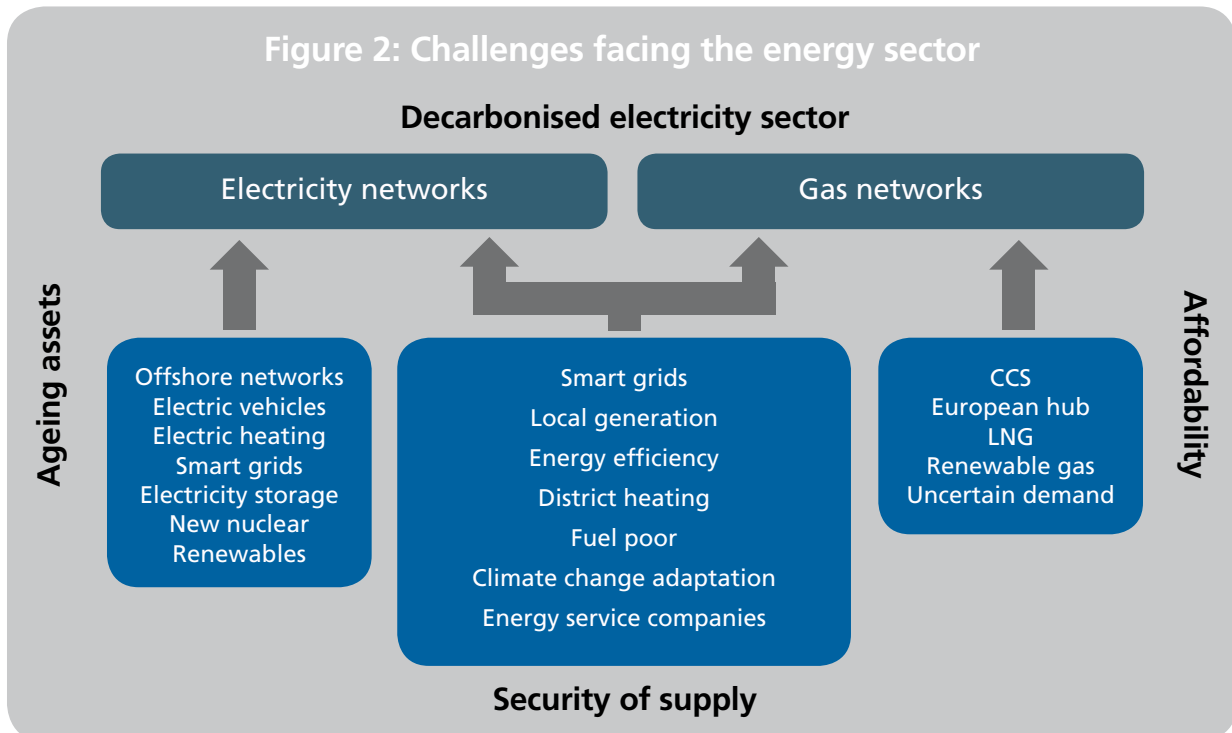 Figure 2: Challenges facing the energy sector
Decarbonised electricity sector
Electricity networks
Gas networks
Ageing assets
Offshore networks
Electric vehicles
Electric heating
Smart grids
Electricity storage
New nuclear
Renewables
Smart grids
Local generation
Energy efficiency
District heating
Fuel poor
Climate change adaptation
Energy service companies
CCS
European hub
LNG
Renewable gas
Uncertain demand
Affordability
Security of supply